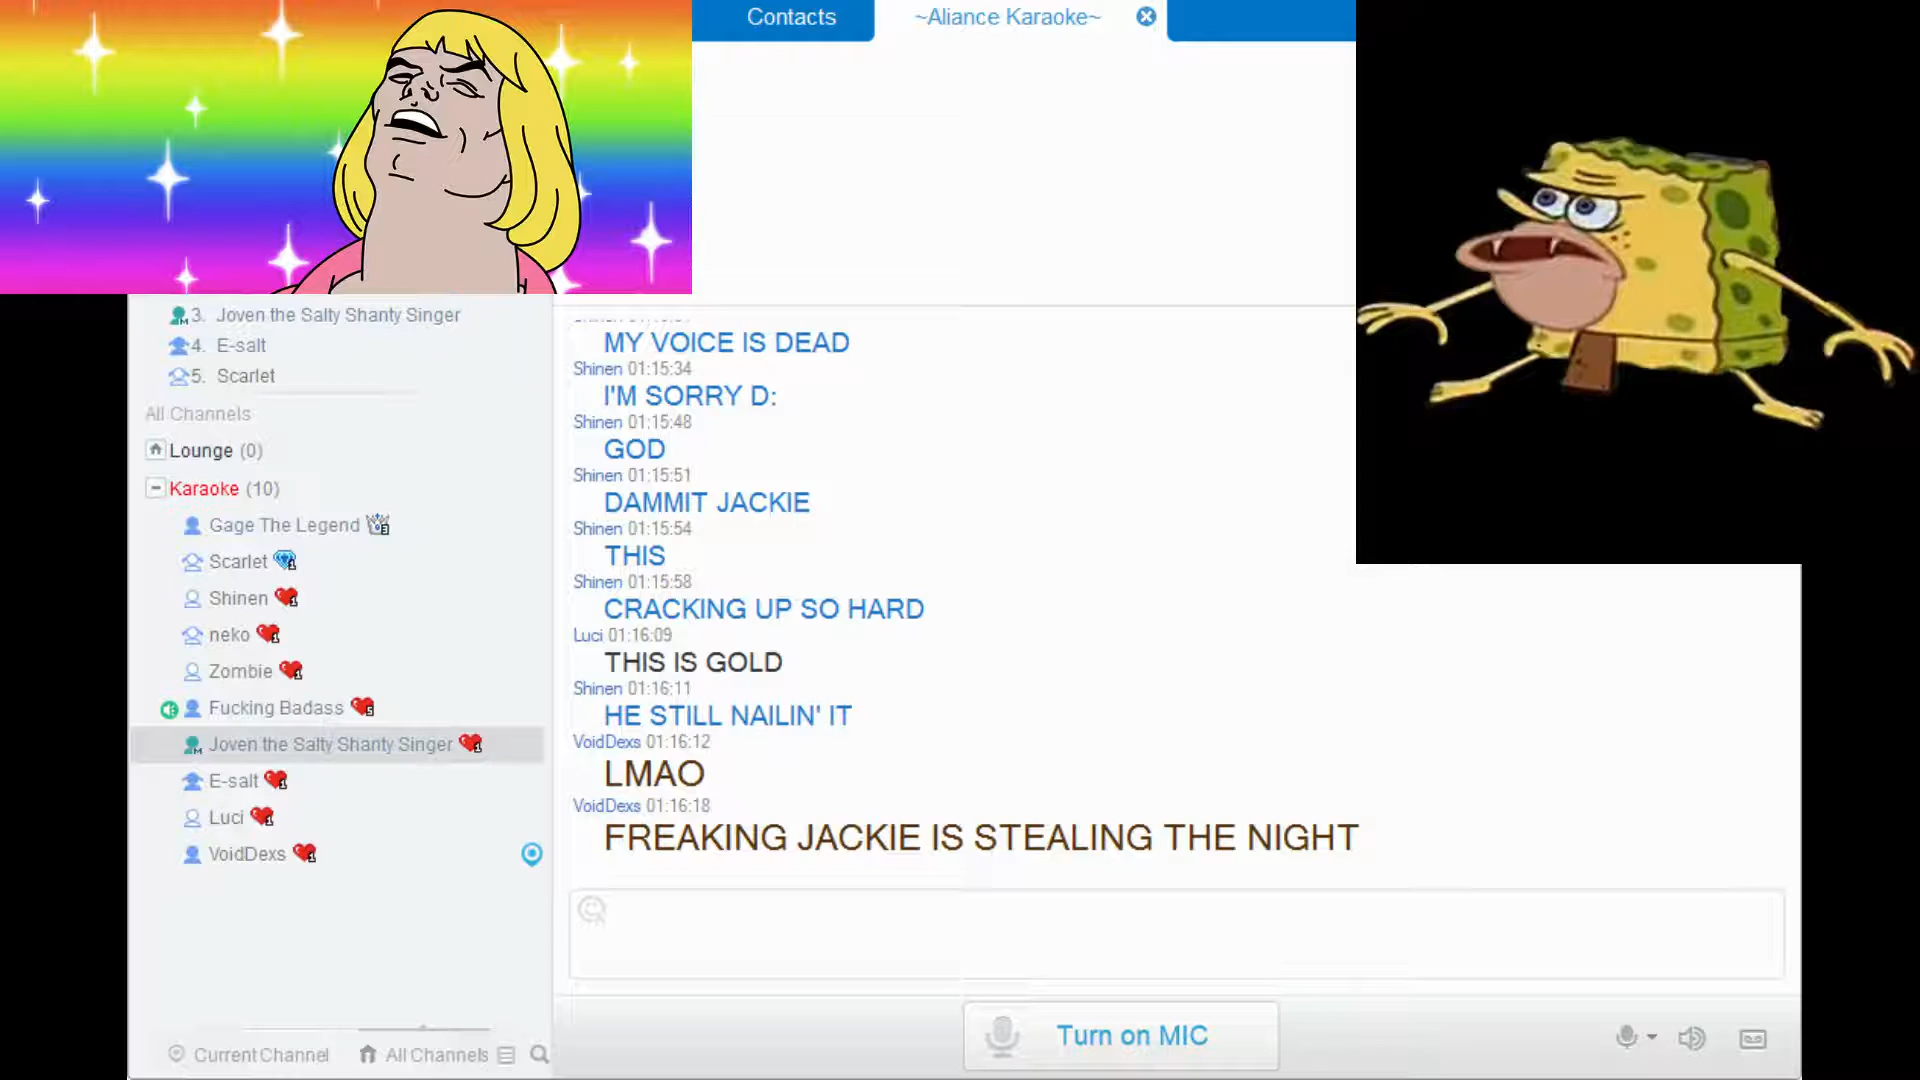 Contacts
~Aliance Karaoke~
3. Joven the Salty Shanty Singer
4. E-salt
5. Scarlet
All Channels
Lounge (0)
Karaoke (10)
Gage The Legend
Scarlet
Shinen
neko
Zombie
Fucking Badass
Joven the Salty Shanty Singer
E-salt
Luci
VoidDexs
Current Channel
All Channels
MY VOICE IS DEAD
Shinen 01:15:34
I'M SORRY D:
Shinen 01:15:48
GOD
Shinen 01:15:51
DAMMIT JACKIE
Shinen 01:15:54
THIS
Shinen 01:15:58
CRACKING UP SO HARD
Luci 01:16:09
THIS IS GOLD
Shinen 01:16:11
HE STILL NAILIN' IT
VoidDexs 01:16:12
LMAO
VoidDexs 01:16:18
FREAKING JACKIE IS STEALING THE NIGHT
Turn on MIC